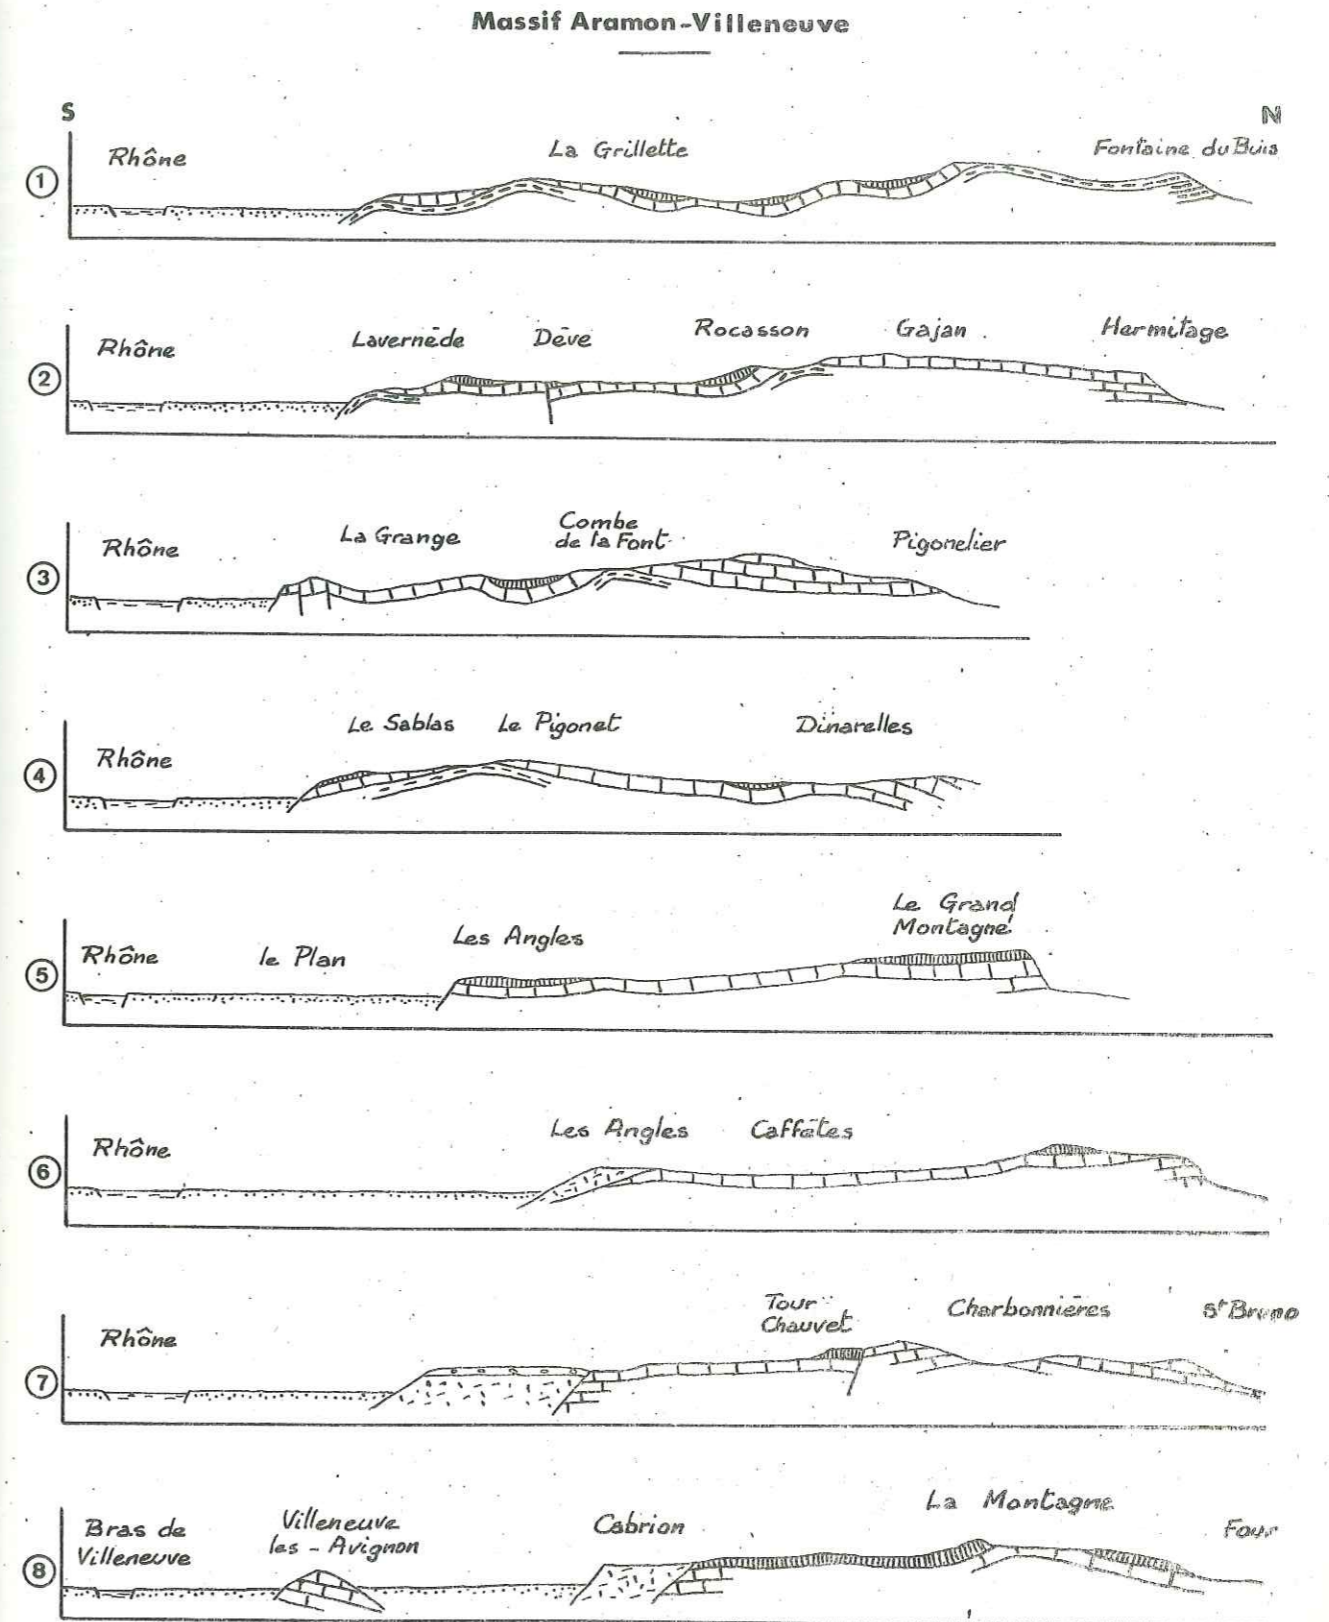 Massif Aramon-Villeneuve
S
N
1
Rhône
La Grillette
Fontaine du Buis
2
Rhône
Lavernède
Dève
Rocasson
Gajan
Hermitage
3
Rhône
La Grange
Combe
de la Font
Pigonelier
4
Rhône
Le Sablas
Le Pigonet
Dinarelles
5
Rhône
le Plan
Les Angles
Le Grand
Montagné
6
Rhône
Les Angles
Caffètes
7
Rhône
Tour
Chauvet
Charbonnières
St Bruno
8
Bras de
Villeneuve
Villeneuve
les-Avignon
Cabrion
La Montagne
Four